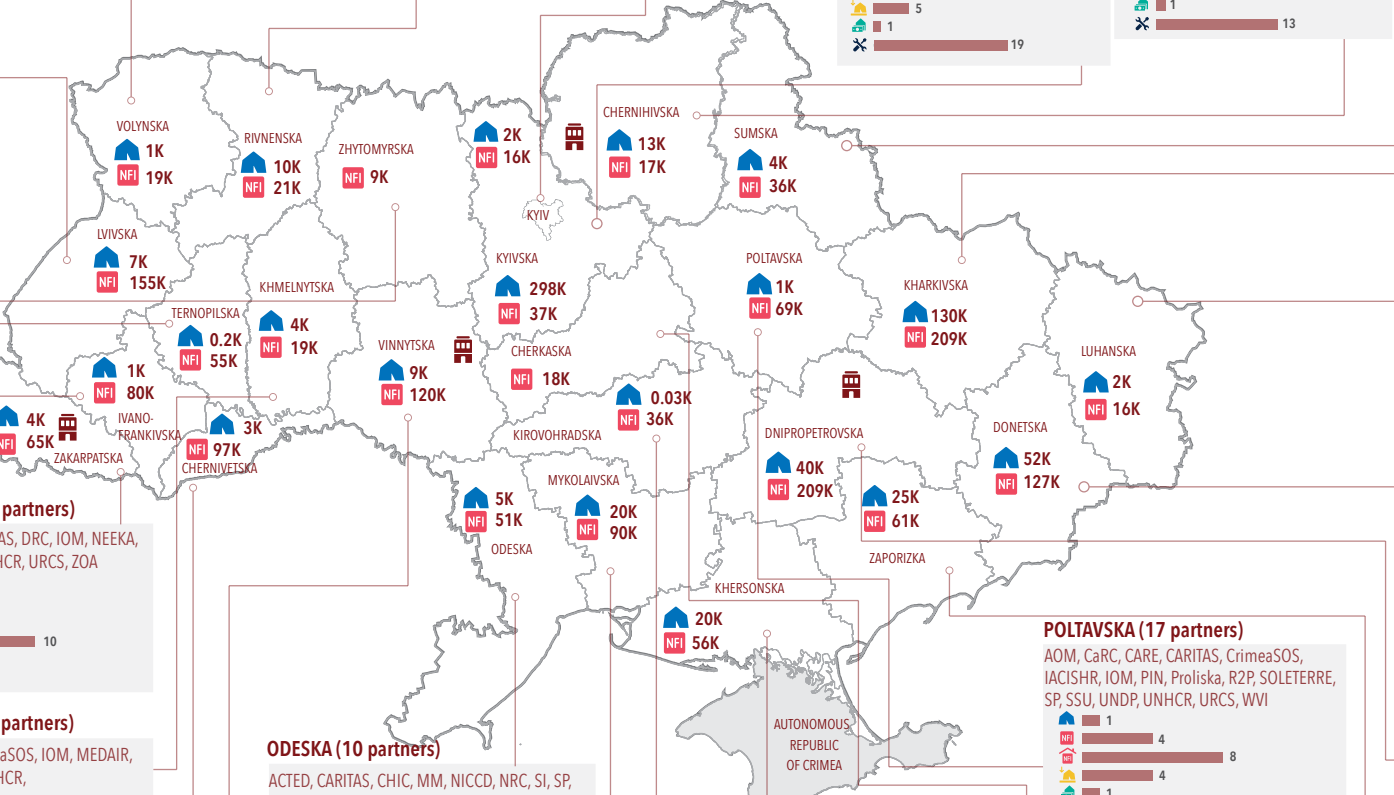 5
1
19
1
13
VOLYNSKA
1K
NFI 19K
RIVNENSKA
10K
NFI 21K
ZHYTOMYRSKA
NFI 9K
2K
NFI 16K
CHERNIHIVSKA
13K
NFI 17K
SUMSKA
4K
NFI 36K
KYIV
LVIVSKA
7K
NFI 155K
KHMELNYTSKA
4K
NFI 19K
KYIVSKA
298K
NFI 37K
POLTAVSKA
1K
NFI 69K
KHARKIVSKA
130K
NFI 209K
TERNOPILSKA
0.2K
NFI 55K
VINNYTSKA
9K
NFI 120K
CHERKASKA
NFI 18K
LUHANSKA
2K
NFI 16K
1K
NFI 80K
IVANO-
FRANKIVSKA
4K
NFI 65K
ZAKARPATSKA
3K
NFI 97K
CHERNIVETSKA
0.03K
NFI 36K
KIROVOHRADSKA
DNIPROPETROVSKA
40K
NFI 209K
DONETSKA
52K
NFI 127K
25K
NFI 61K
ZAPORIZKA
5K
NFI 51K
ODESKA
MYKOLAIVSKA
20K
NFI 90K
KHERSONSKA
20K
NFI 56K
AUTONOMOUS
REPUBLIC
OF CRIMEA
partners)
AS, DRC, IOM, NEEKA,
HCR, URCS, ZOA
10
partners)
aSOS, IOM, MEDAIR,
HCR,
ODESKA (10 partners)
ACTED, CARITAS, CHIC, MM, NICCD, NRC, SI, SP,
POLTAVSKA (17 partners)
AOM, CaRC, CARE, CARITAS, CrimeaSOS,
IACISHR, IOM, PIN, Proliska, R2P, SOLETERRE,
SP, SSU, UNDP, UNHCR, URCS, WVI
1
NFI 4
NFI 8
4
1